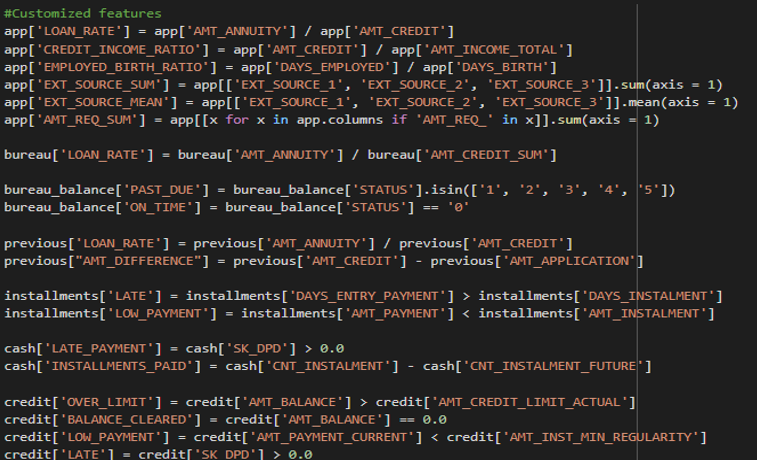 #Customized features
app['LOAN_RATE'] = app['AMT_ANNUITY'] / app['AMT_CREDIT']
app['CREDIT_INCOME_RATIO'] = app['AMT_CREDIT'] / app['AMT_INCOME_TOTAL']
app['EMPLOYED_BIRTH_RATIO'] = app['DAYS_EMPLOYED'] / app['DAYS_BIRTH']
app['EXT_SOURCE_SUM'] = app[['EXT_SOURCE_1', 'EXT_SOURCE_2', 'EXT_SOURCE_3']].sum(axis = 1)
app['EXT_SOURCE_MEAN'] = app[['EXT_SOURCE_1', 'EXT_SOURCE_2', 'EXT_SOURCE_3']].mean(axis = 1)
app['AMT_REQ_SUM'] = app[[x for x in app.columns if 'AMT_REQ_' in x]].sum(axis = 1)
bureau['LOAN_RATE'] = bureau['AMT_ANNUITY'] / bureau['AMT_CREDIT_SUM']
bureau_balance['PAST_DUE'] = bureau_balance['STATUS'].isin(['1', '2', '3', '4', '5'])
bureau_balance['ON_TIME'] = bureau_balance['STATUS'] == '0'
previous['LOAN_RATE'] = previous['AMT_ANNUITY'] / previous['AMT_CREDIT']
previous["AMT_DIFFERENCE"] = previous['AMT_CREDIT'] - previous['AMT_APPLICATION']
installments['LATE'] = installments['DAYS_ENTRY_PAYMENT'] > installments['DAYS_INSTALMENT']
installments['LOW_PAYMENT'] = installments['AMT_PAYMENT'] < installments['AMT_INSTALMENT']
cash['LATE_PAYMENT'] = cash['SK_DPD'] > 0.0
cash['INSTALLMENTS_PAID'] = cash['CNT_INSTALMENT'] - cash['CNT_INSTALMENT_FUTURE']
credit['OVER_LIMIT'] = credit['AMT_BALANCE'] > credit['AMT_CREDIT_LIMIT_ACTUAL']
credit['BALANCE_CLEARED'] = credit['AMT_BALANCE'] == 0.0
credit['LOW_PAYMENT'] = credit['AMT_PAYMENT_CURRENT'] < credit['AMT_INST_MIN_REGULARITY']
credit['LATE'] = credit['SK_DPD'] > 0.0